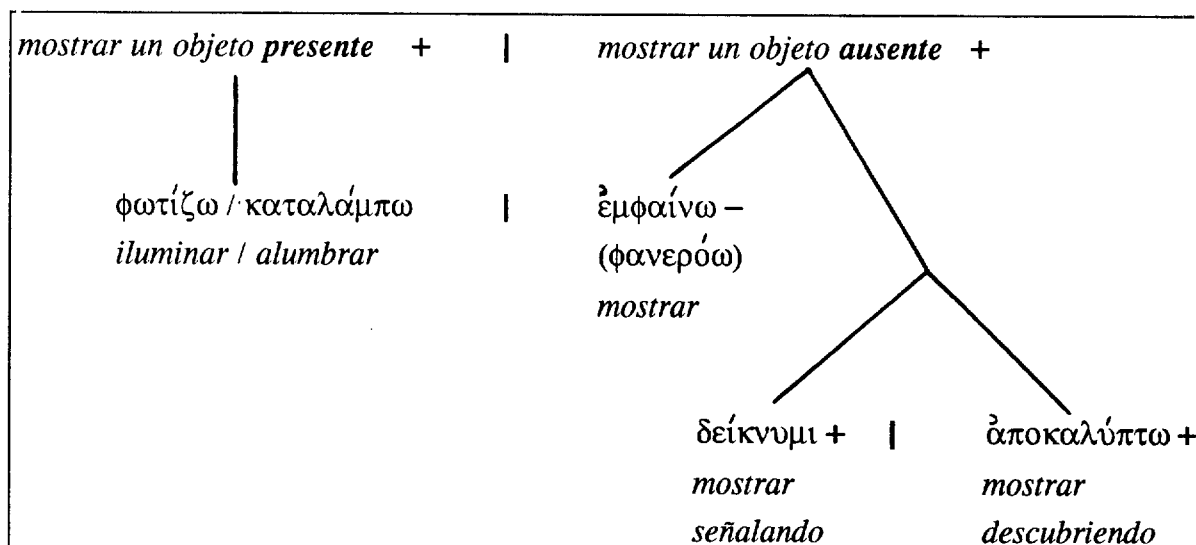 mostrar un objeto presente + | mostrar un objeto ausente +
φωτίζω / καταλάμπω | ἐμφαίνω –
iluminar / alumbrar (φανερόω)
mostrar
δείκνυμι + | ἀποκαλύπτω +
mostrar mostrar
señalando descubriendo